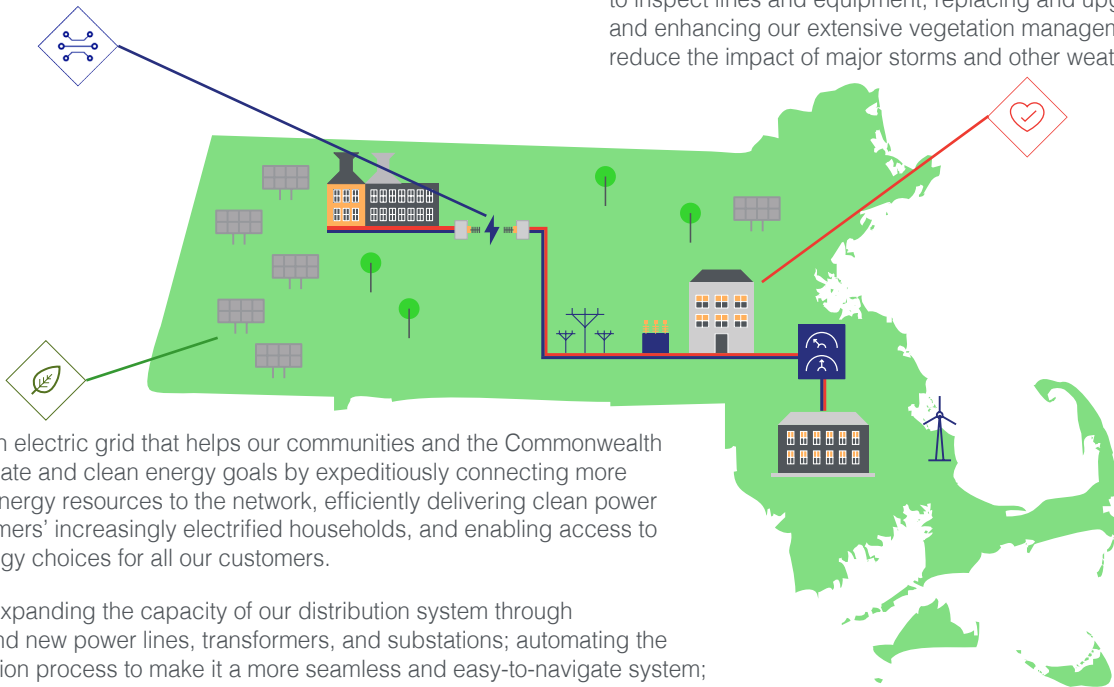 to inspect lines and equipment, replacing and upg
and enhancing our extensive vegetation managem
reduce the impact of major storms and other weat
n electric grid that helps our communities and the Commonwealth
ate and clean energy goals by expeditiously connecting more
nergy resources to the network, efficiently delivering clean power
mers’ increasingly electrified households, and enabling access to
gy choices for all our customers.
xpanding the capacity of our distribution system through
nd new power lines, transformers, and substations; automating the
ion process to make it a more seamless and easy-to-navigate system;